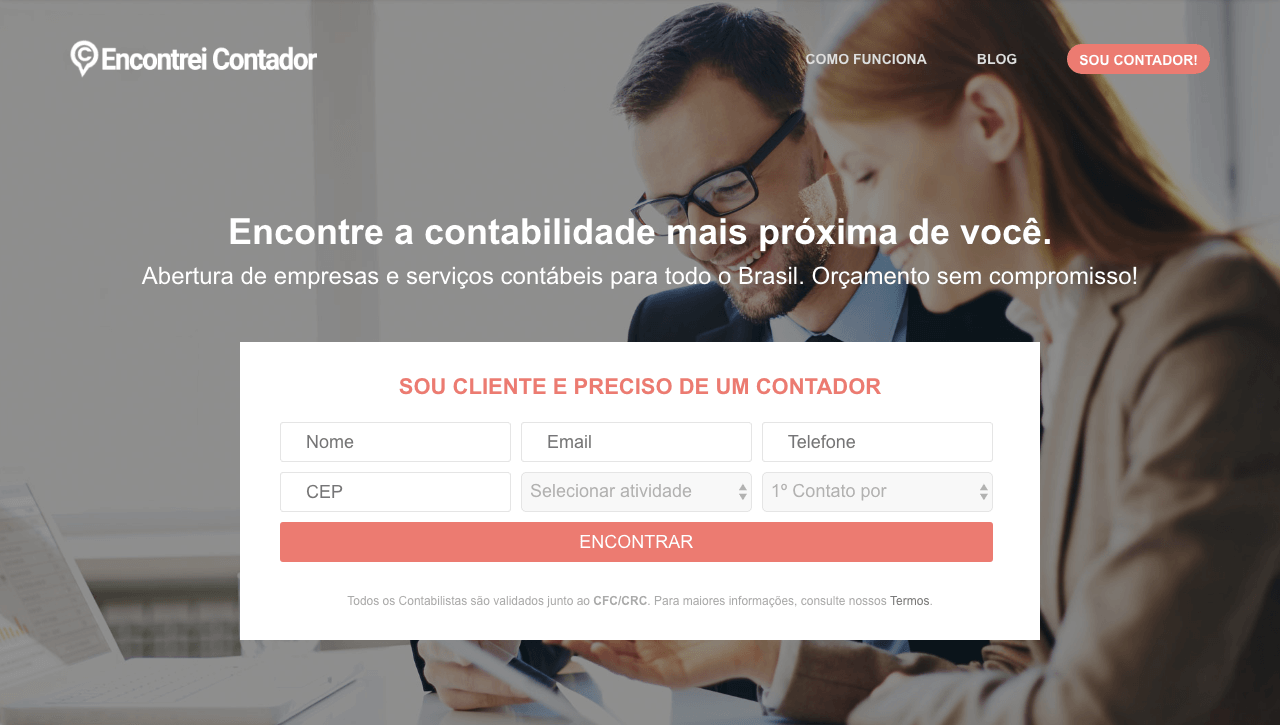 Encontrei Contador
COMO FUNCIONA
BLOG
SOU CONTADOR!
Encontre a contabilidade mais próxima de você.
Abertura de empresas e serviços contábeis para todo o Brasil. Orçamento sem compromisso!
SOU CLIENTE E PRECISO DE UM CONTADOR
Nome
Email
Telefone
CEP
Selecionar atividade
1º Contato por
ENCONTRAR
Todos os Contabilistas são validados junto ao CFC/CRC. Para maiores informações, consulte nossos Termos.